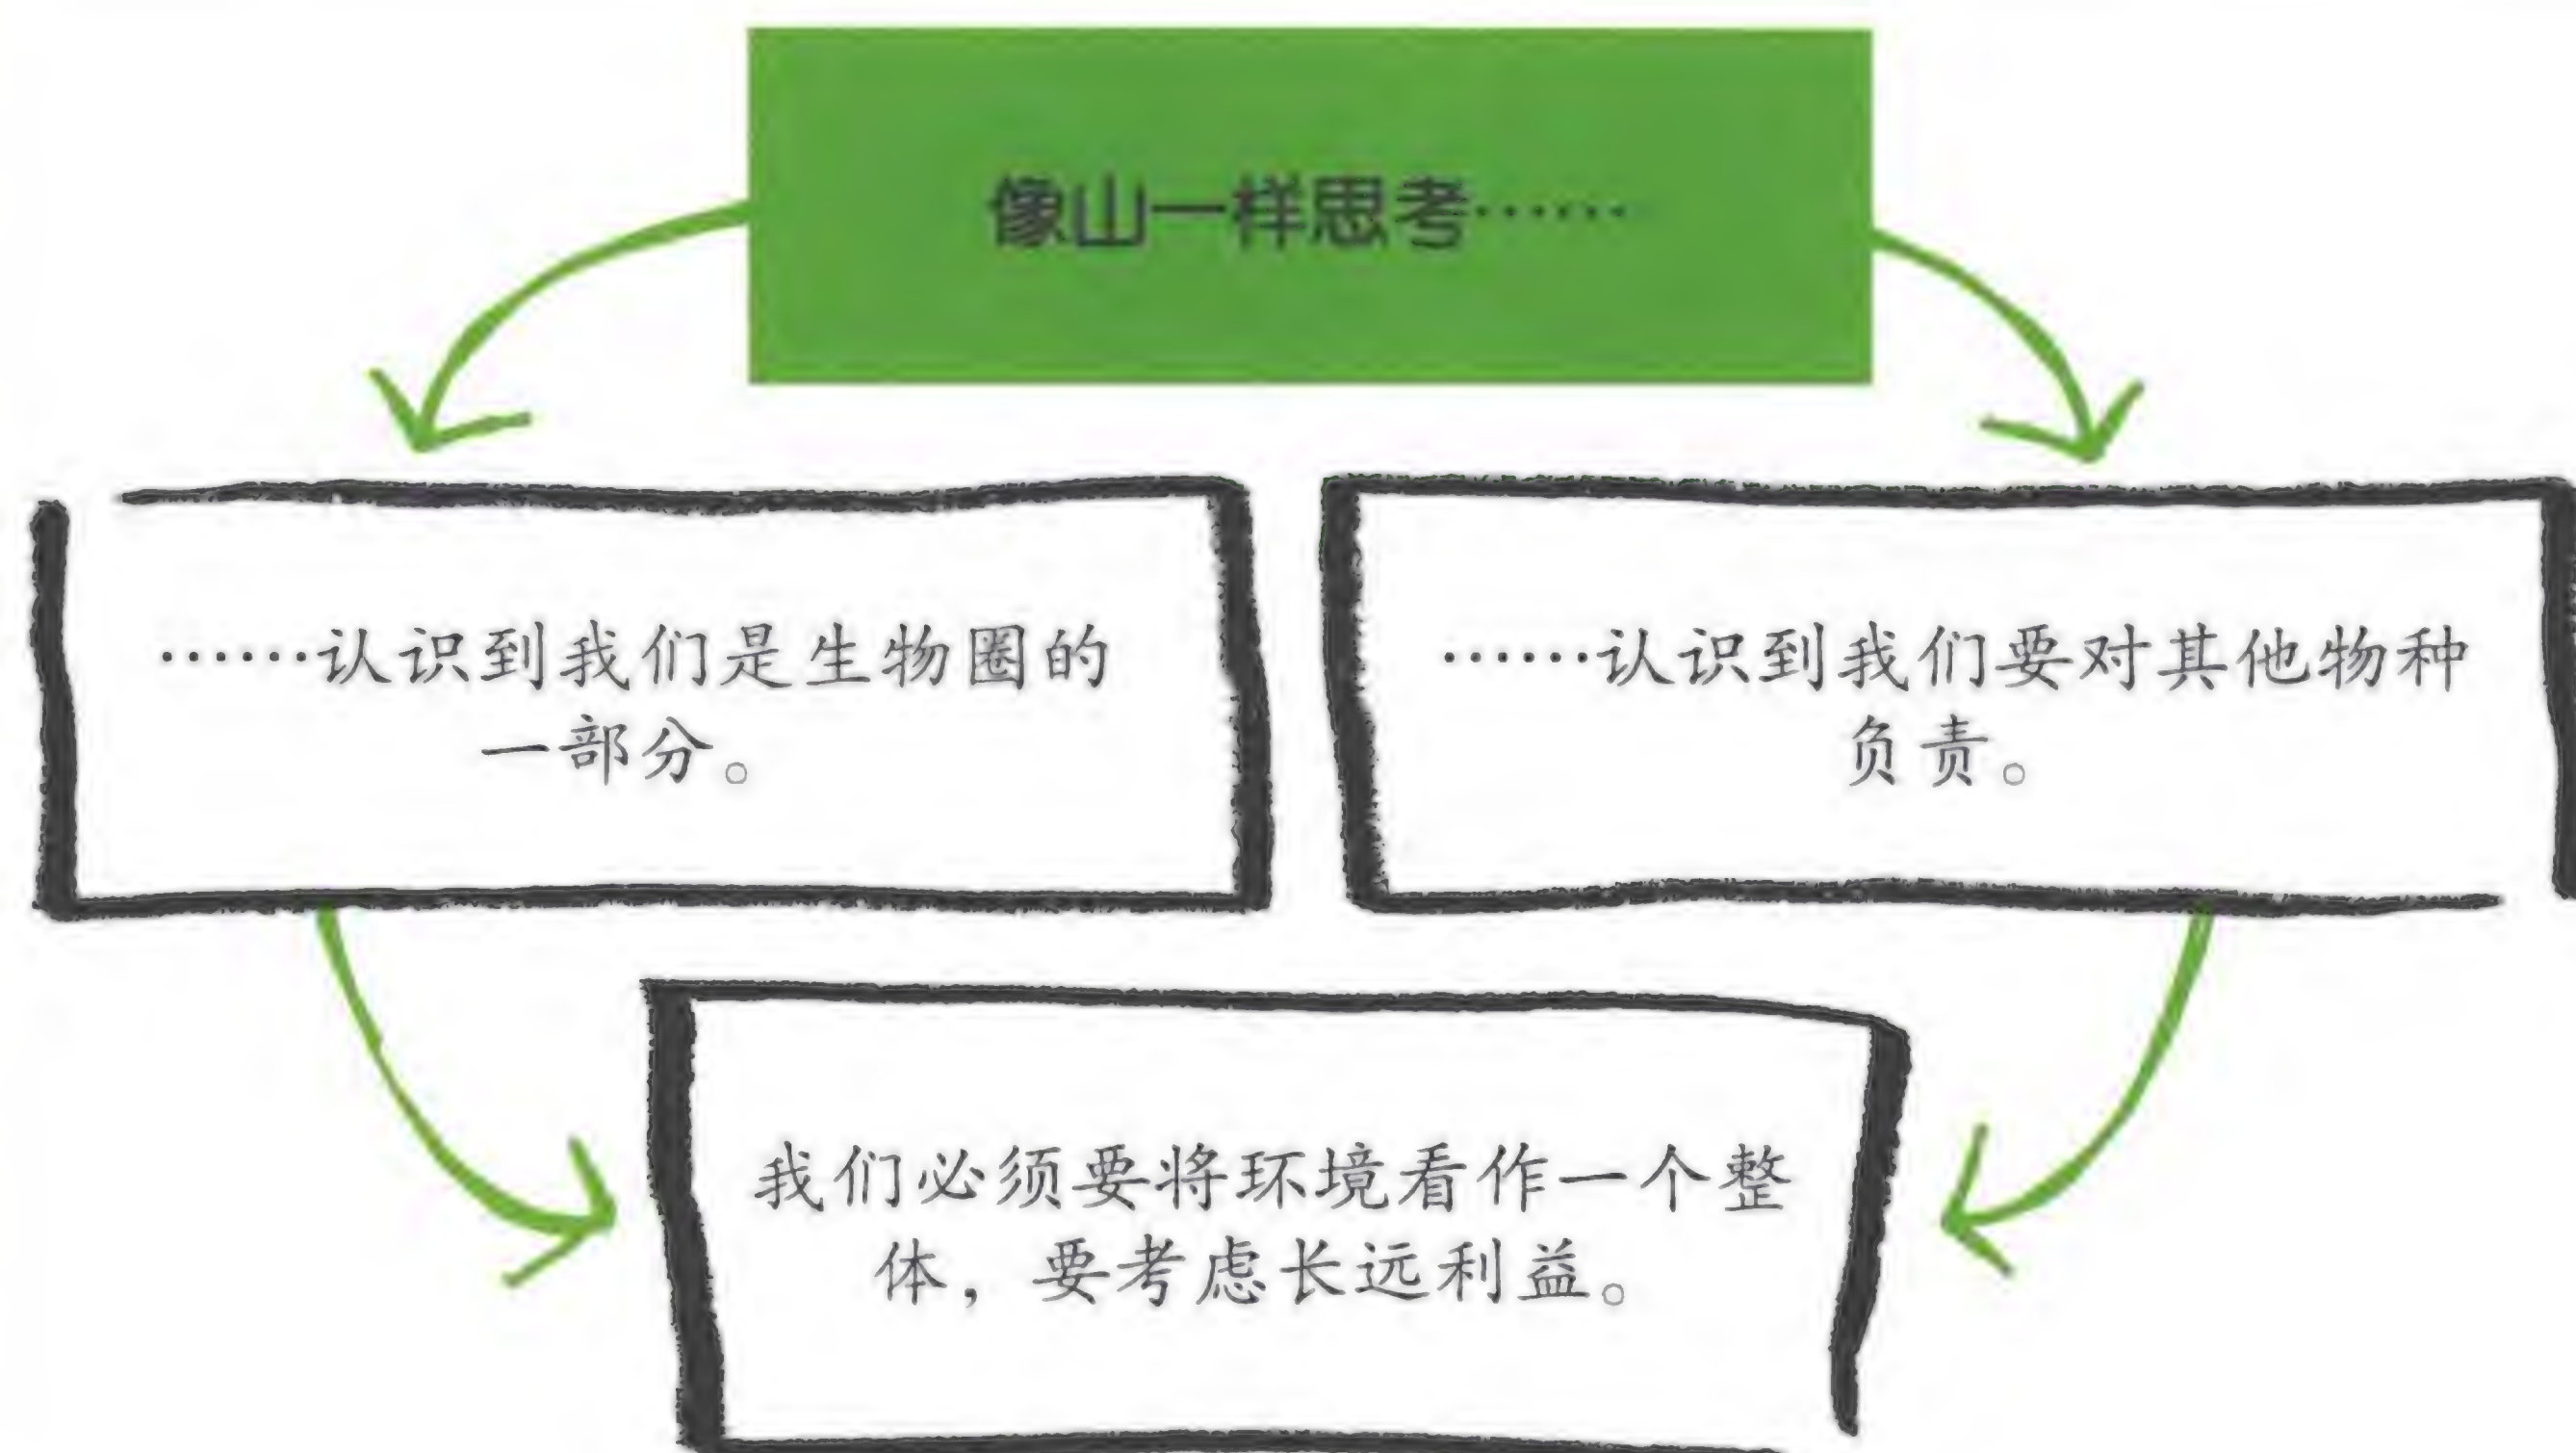 像山一样思考……
……认识到我们是生物圈的
一部分。
……认识到我们要对其他物种
负责。
我们必须要将环境看作一个整
体，要考虑长远利益。